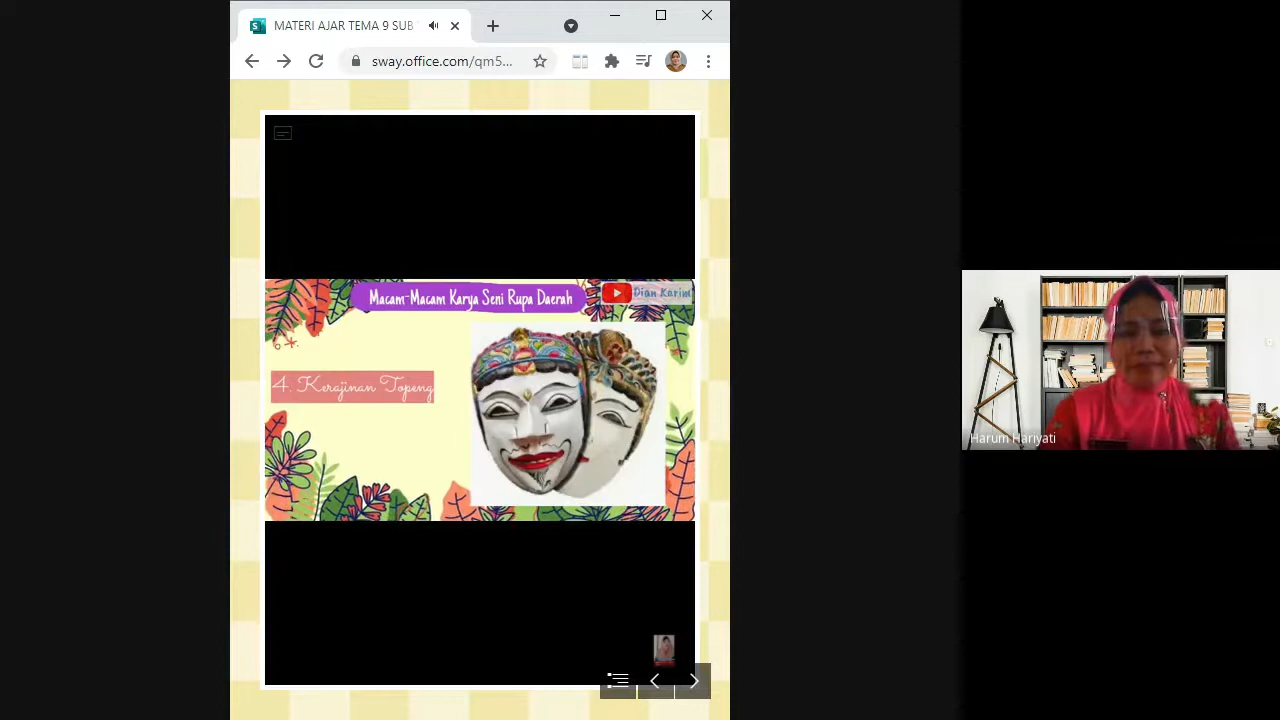 MATERI AJAR TEMA 9 SUB
sway.office.com/qm5...
Macam-Macam Karya Seni Rupa Daerah
Dian Karimi
4. Kerajinan Topeng
Harum Hariyati